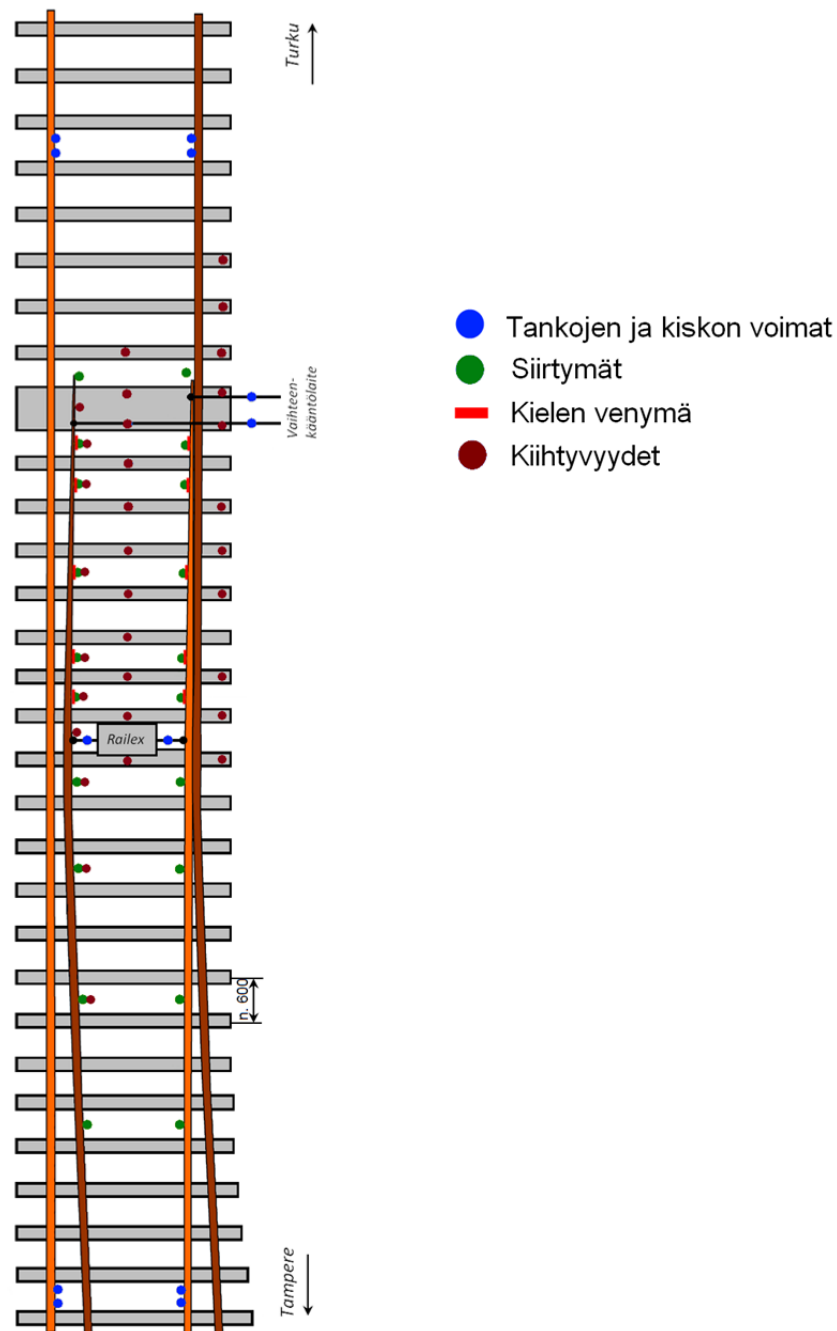 Turku
Tankojen ja kiskon voimat
Siirtymät
Kielen venymä
Kiihtyvyydet
Vaihteen-
kääntölaite
Railex
n. 600
Tampere